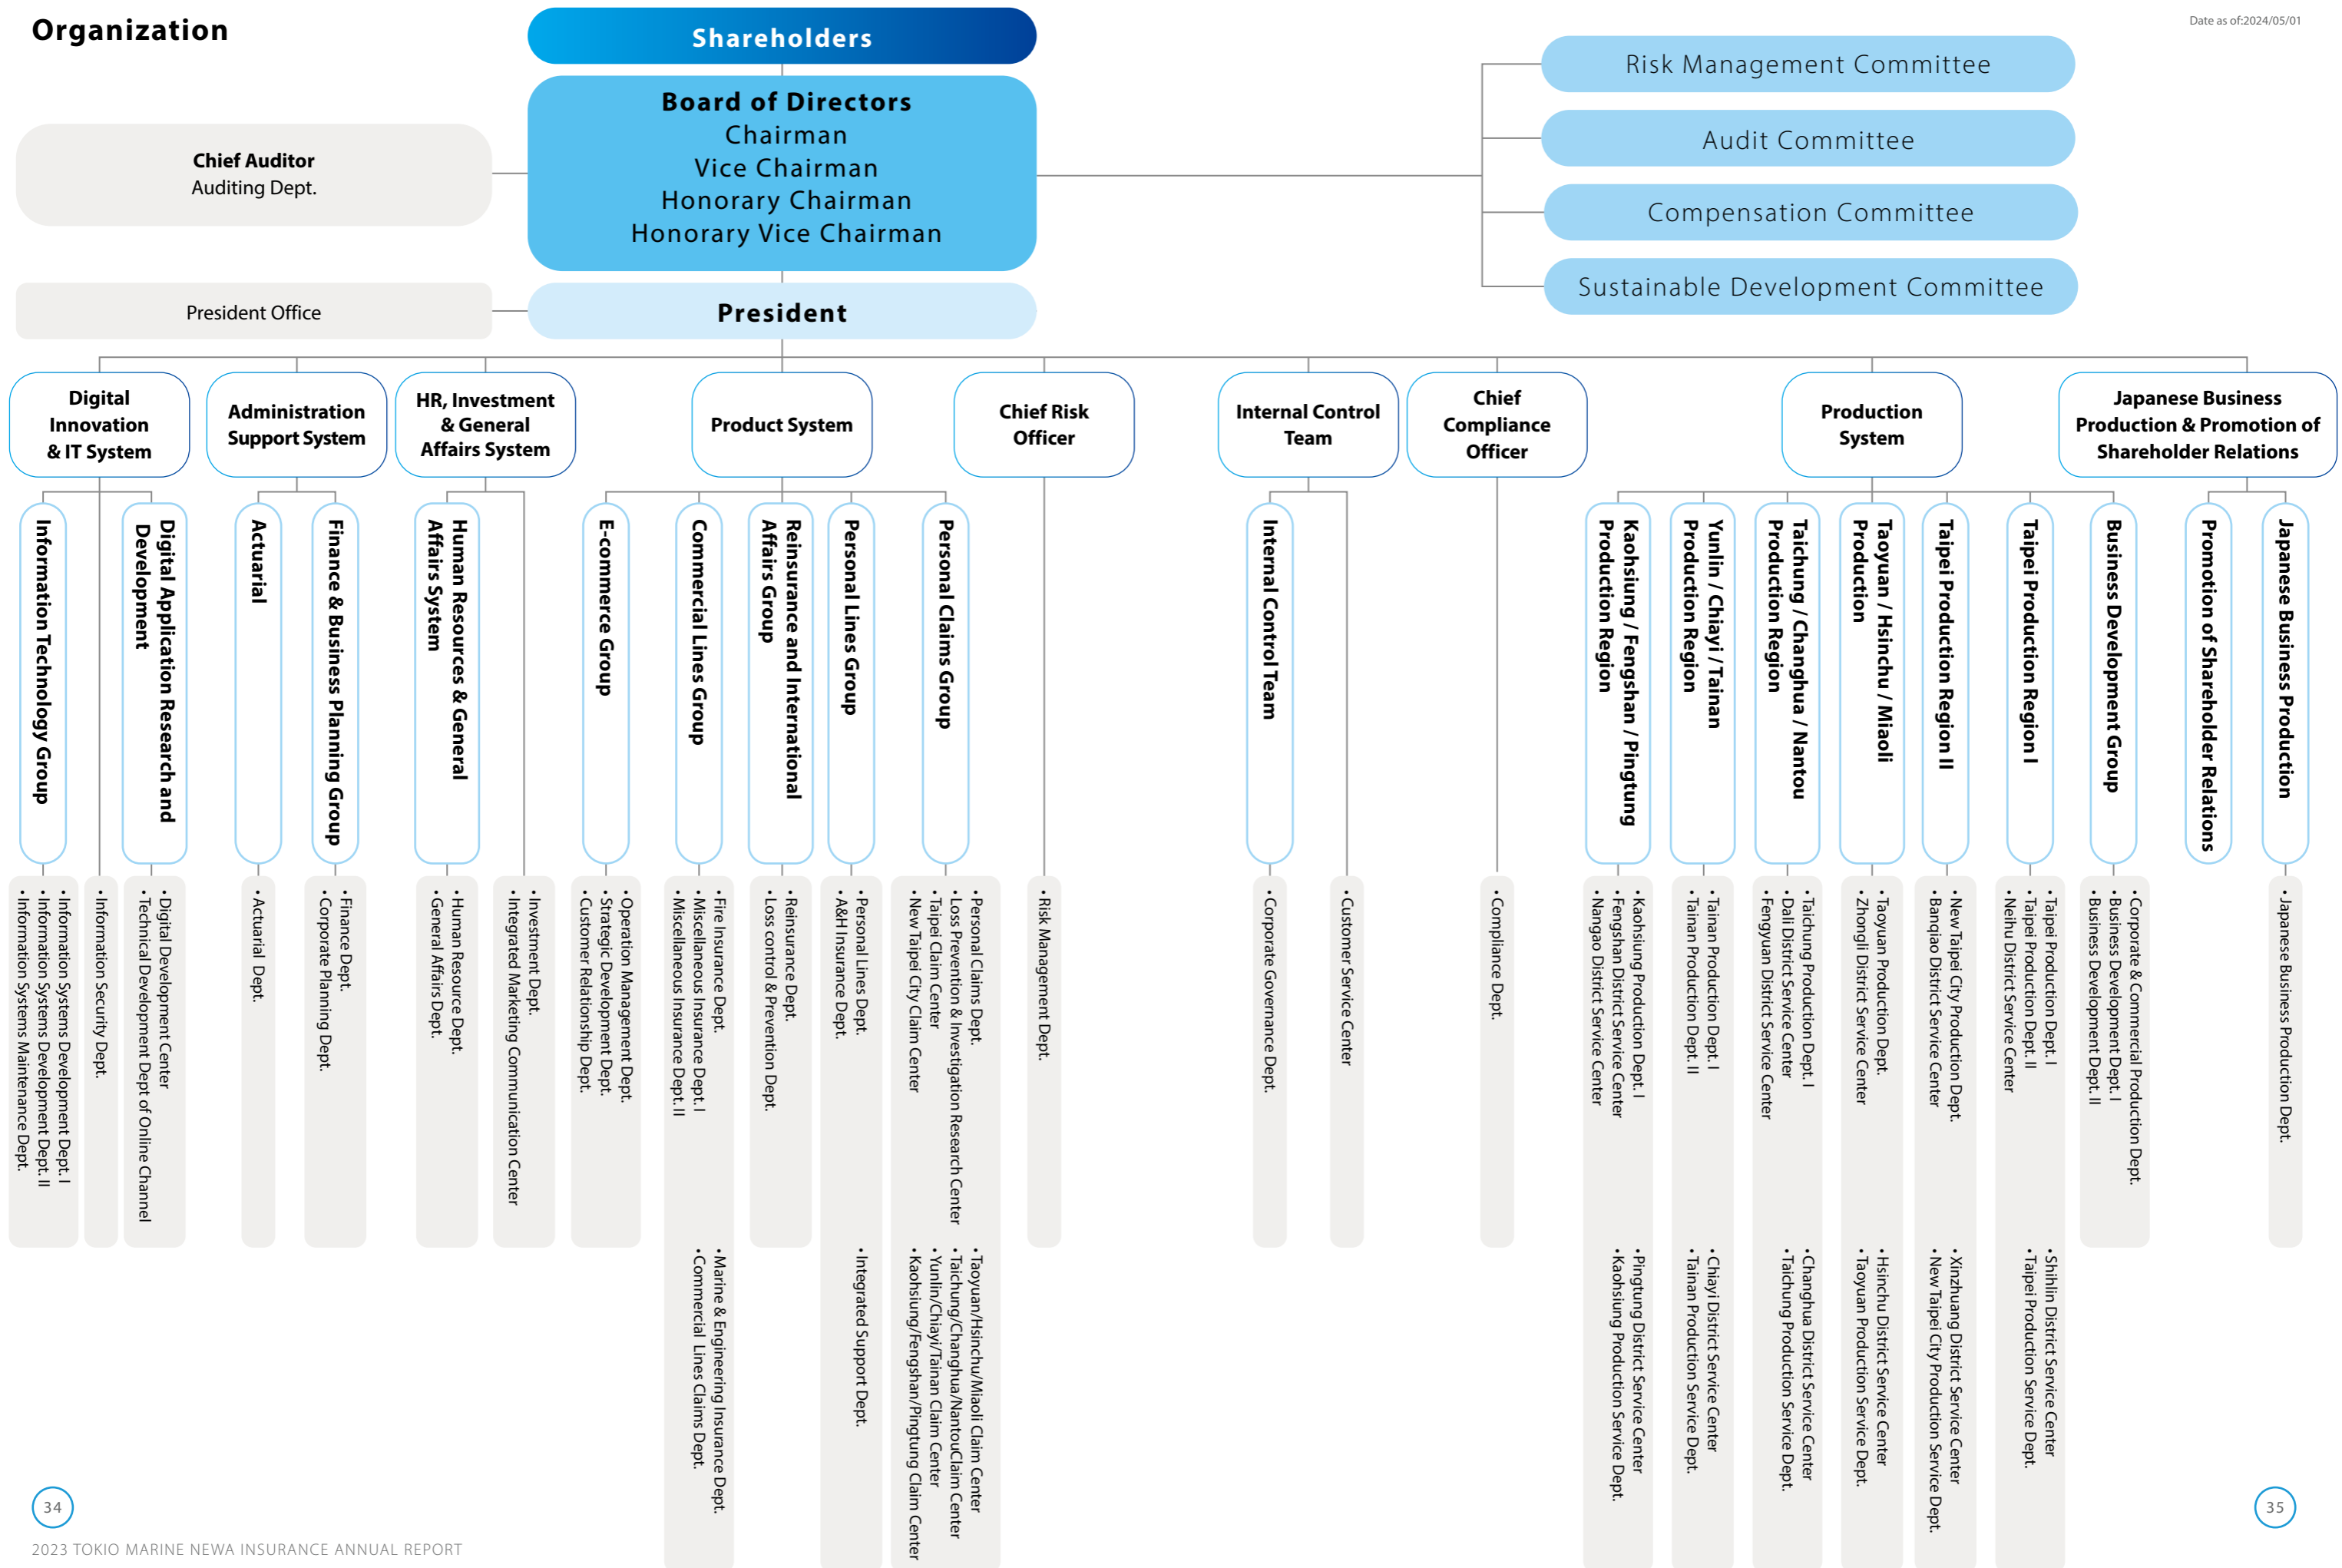 Organization
Date as of:2024/05/01
Shareholders
Board of Directors
Chairman
Vice Chairman
Honorary Chairman
Honorary Vice Chairman
Chief Auditor
Auditing Dept.
Risk Management Committee
Audit Committee
Compensation Committee
Sustainable Development Committee
President Office
President
Digital
Innovation
& IT System
Administration
Support System
HR, Investment
& General
Affairs System
Product System
Chief Risk
Officer
Internal Control
Team
Chief
Compliance
Officer
Production
System
Japanese Business
Production & Promotion of
Shareholder Relations
Information Technology Group
Digital Application Research and
Development
Actuarial
Finance & Business Planning Group
Human Resources & General
Affairs System
E-commerce Group
Commercial Lines Group
Reinsurance and International
Affairs Group
Personal Lines Group
Personal Claims Group
Internal Control Team
Kaohsiung / Fengshan / Pingtung
Production Region
Yunlin / Chiayi / Tainan
Production Region
Taichung / Changhua / Nantou
Production Region
Taoyuan / Hsinchu / Miaoli
Production
Taipei Production Region II
Taipei Production Region I
Business Development Group
Promotion of Shareholder Relations
Japanese Business Production
• Information Systems Development Dept. I
• Information Systems Development Dept. II
• Information Systems Maintenance Dept.
• Information Security Dept.
• Digital Development Center
• Technical Development Dept of Online Channel
• Actuarial Dept.
• Finance Dept.
• Corporate Planning Dept.
• Human Resource Dept.
• General Affairs Dept.
• Investment Dept.
• Integrated Marketing Communication Center
• Operation Management Dept.
• Strategic Development Dept.
• Customer Relationship Dept.
• Fire Insurance Dept.
• Miscellaneous Insurance Dept. I
• Miscellaneous Insurance Dept. II
• Marine & Engineering Insurance Dept.
• Commercial Lines Claims Dept.
• Reinsurance Dept.
• Loss control & Prevention Dept.
• Personal Lines Dept.
• A&H Insurance Dept.
• Integrated Support Dept.
• Personal Claims Dept.
• Loss Prevention & Investigation Research Center
• Taipei Claim Center
• New Taipei City Claim Center
• Taoyuan/Hsinchu/Miaoli Claim Center
• Taichung/Changhua/NantouClaim Center
• Yunlin/Chiayi/Tainan Claim Center
• Kaohsiung/Fengshan/Pingtung Claim Center
• Risk Management Dept.
• Corporate Governance Dept.
• Customer Service Center
• Compliance Dept.
• Kaohsiung Production Dept. I
• Fengshan District Service Center
• Nangao District Service Center
• Pingtung District Service Center
• Kaohsiung Production Service Dept.
• Tainan Production Dept. I
• Tainan Production Dept. II
• Chiayi District Service Center
• Tainan Production Service Dept.
• Taichung Production Dept. I
• Dali District Service Center
• Fengyuan District Service Center
• Changhua District Service Center
• Taichung Production Service Dept.
• Taoyuan Production Dept.
• Zhongli District Service Center
• Hsinchu District Service Center
• Taoyuan Production Service Dept.
• New Taipei City Production Dept.
• Banqiao District Service Center
• Xinzhuang District Service Center
• New Taipei City Production Service Dept.
• Taipei Production Dept. I
• Taipei Production Dept. II
• Neihu District Service Center
• Shihlin District Service Center
• Taipei Production Service Dept.
• Corporate & Commercial Production Dept.
• Business Development Dept. I
• Business Development Dept. II
• Japanese Business Production Dept.
34
35
2023 TOKIO MARINE NEWA INSURANCE ANNUAL REPORT